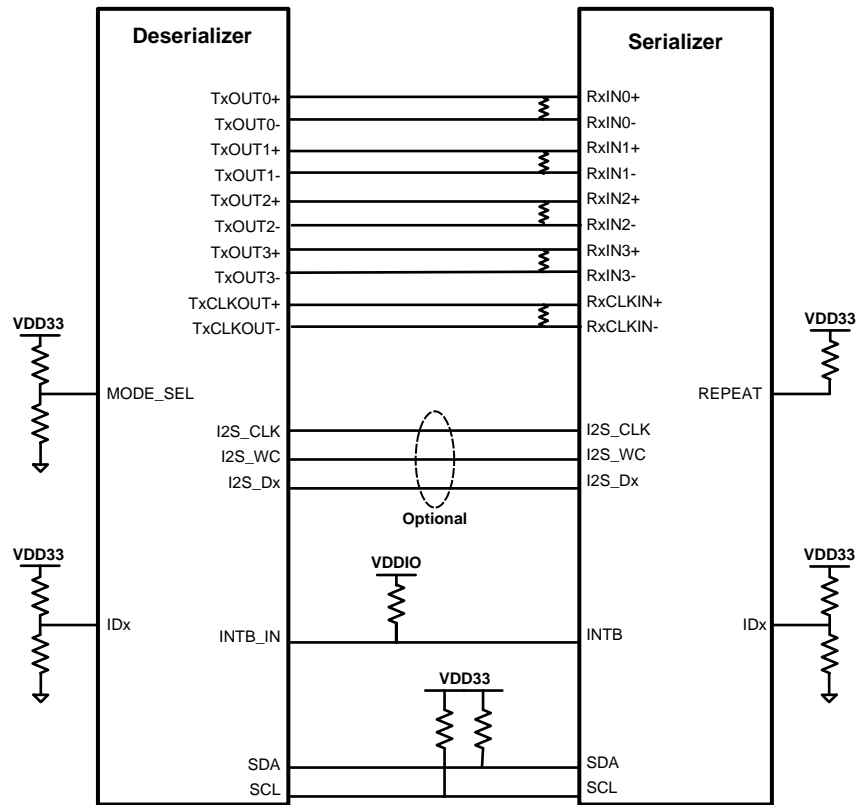 Deserializer
Serializer
TxOUT0+
RxIN0+
TxOUT0-
RxIN0-
TxOUT1+
RxIN1+
TxOUT1-
RxIN1-
TxOUT2+
RxIN2+
TxOUT2-
RxIN2-
TxOUT3+
RxIN3+
TxOUT3-
RxIN3-
TxCLKOUT+
RxCLKIN+
VDD33
TxCLKOUT-
RxCLKIN-
VDD33
MODE_SEL
REPEAT
I2S_CLK
I2S_CLK
I2S_WC
I2S_WC
I2S_Dx
I2S_Dx
Optional
VDD33
VDDIO
VDD33
IDx
INTB_IN
INTB
IDx
VDD33
SDA
SDA
SCL
SCL